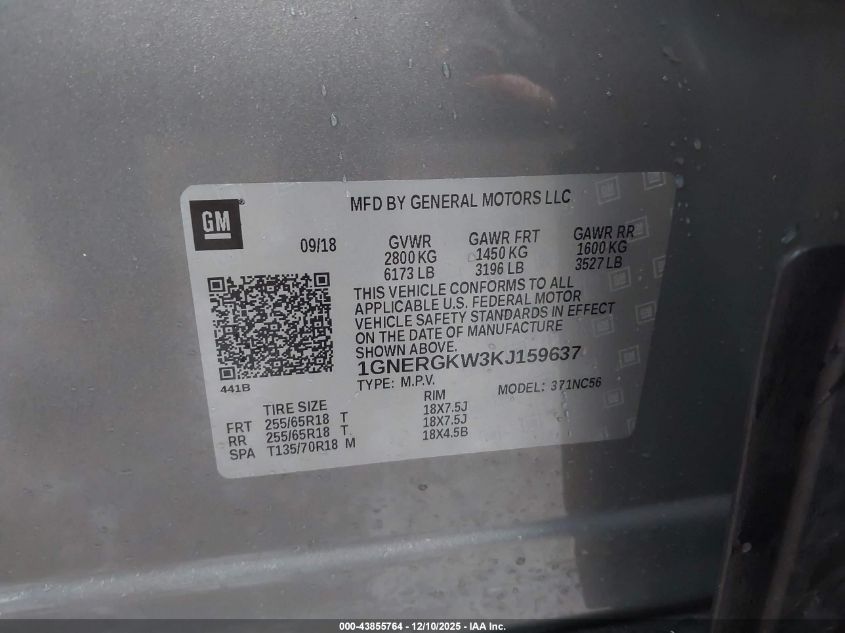 MFD BY GENERAL MOTORS LLC
GM
09/18
GVWR GAWR FRT GAWR RR
2800 KG 1450 KG 1600 KG
6173 LB 3196 LB 3527 LB
THIS VEHICLE CONFORMS TO ALL
APPLICABLE U.S. FEDERAL MOTOR
VEHICLE SAFETY STANDARDS IN EFFECT
ON THE DATE OF MANUFACTURE
SHOWN ABOVE.
1GNERGKW3KJ159637
441B
TYPE: M.P.V. MODEL: 371NC56
TIRE SIZE RIM
FRT 255/65R18 T 18X7.5J
RR 255/65R18 T 18X7.5J
SPA T135/70R18 M 18X4.5B
000-43855764 - 12/10/2025 - IAA Inc.